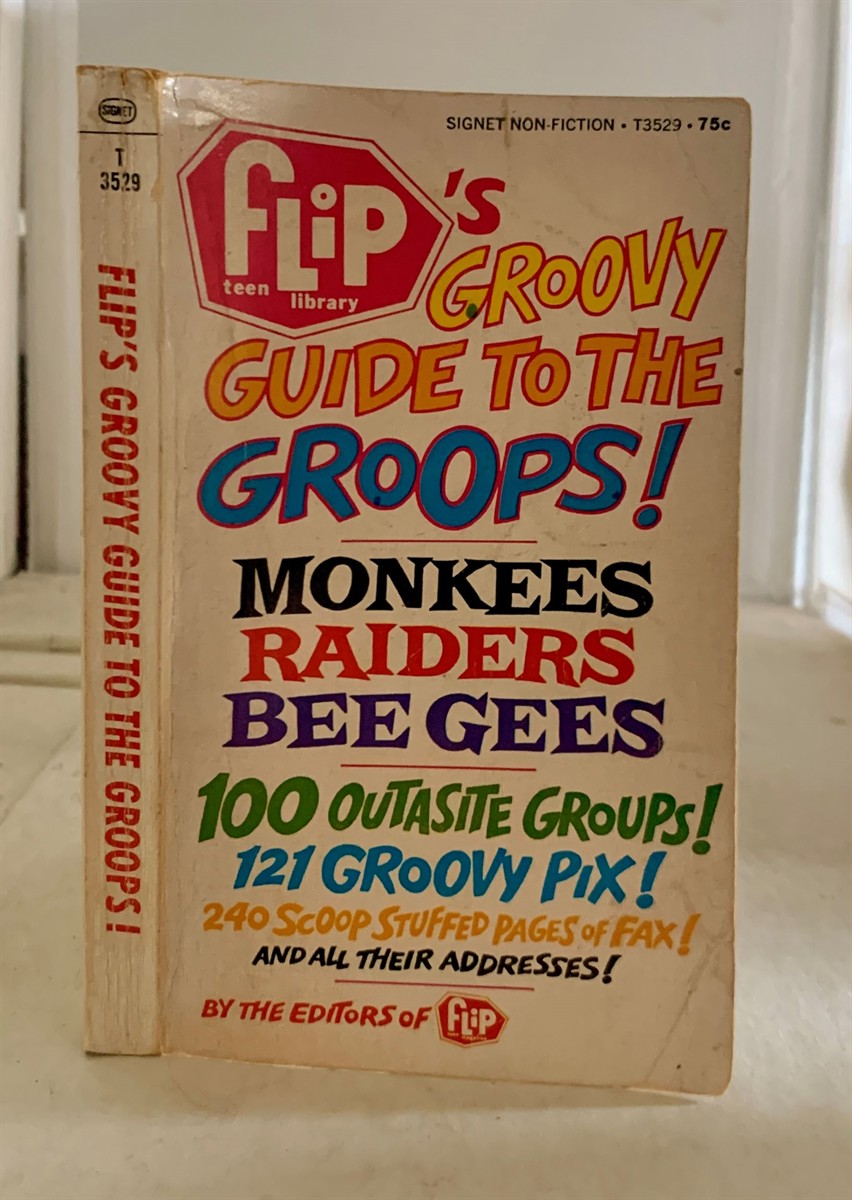 SIGNET
T
3529
FLIP'S GROOVY GUIDE TO THE GROOPS!
SIGNET NON-FICTION • T3529 • 75c
FLiP 'S
teen library
GROOVY
GUIDE TO THE
GROOPS!
MONKEES
RAIDERS
BEE GEES
100 OUTASITE GROUPS!
121 GROOVY PiX!
240 SCOOP STUFFED PAGES OF FAX!
AND ALL THEIR ADDRESSES!
BY THE EDITORS OF FLiP
teen magazine